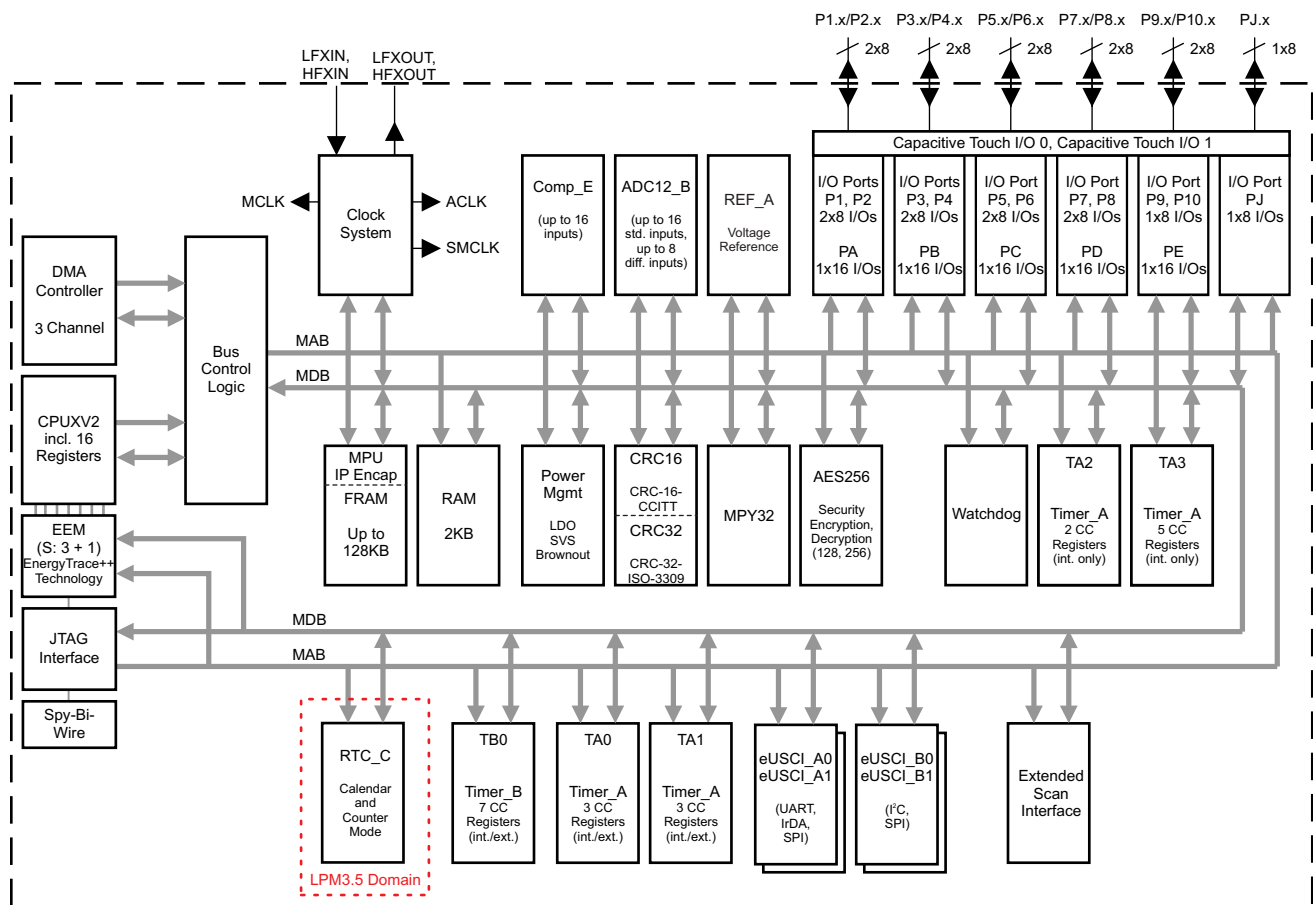 P1.x/P2.x P3.x/P4.x P5.x/P6.x P7.x/P8.x P9.x/P10.x PJ.x
2x8 2x8 2x8 2x8 2x8 1x8
LFXIN,
HFXIN
LFXOUT,
HFXOUT
Capacitive Touch I/O 0, Capacitive Touch I/O 1
MCLK
Clock
System
ACLK
SMCLK
Comp_E
(up to 16
inputs)
ADC12_B
(up to 16
std. inputs,
up to 8
diff. inputs)
REF_A
Voltage
Reference
I/O Ports
P1, P2
2x8 I/Os
PA
1x16 I/Os
I/O Ports
P3, P4
2x8 I/Os
PB
1x16 I/Os
I/O Port
P5, P6
2x8 I/Os
PC
1x16 I/Os
I/O Port
P7, P8
2x8 I/Os
PD
1x16 I/Os
I/O Port
P9, P10
1x8 I/Os
PE
1x16 I/Os
I/O Port
PJ
1x8 I/Os
DMA
Controller
3 Channel
Bus
Control
Logic
MAB
MDB
CPUXV2
incl. 16
Registers
EEM
(S: 3 + 1)
EnergyTrace++
Technology
JTAG
Interface
Spy-Bi-
Wire
MPU
IP Encap
FRAM
Up to
128KB
RAM
2KB
Power
Mgmt
LDO
SVS
Brownout
CRC16
CRC-16-
CCITT
CRC32
CRC-32-
ISO-3309
MPY32
AES256
Security
Encryption,
Decryption
(128, 256)
Watchdog
TA2
Timer_A
2 CC
Registers
(int. only)
TA3
Timer_A
5 CC
Registers
(int. only)
MDB
MAB
RTC_C
Calendar
and
Counter
Mode
LPM3.5 Domain
TB0
Timer_B
7 CC
Registers
(int./ext.)
TA0
Timer_A
3 CC
Registers
(int./ext.)
TA1
Timer_A
3 CC
Registers
(int./ext.)
eUSCI_A0
eUSCI_A1
(UART,
IrDA,
SPI)
eUSCI_B0
eUSCI_B1
(I²C,
SPI)
Extended
Scan
Interface